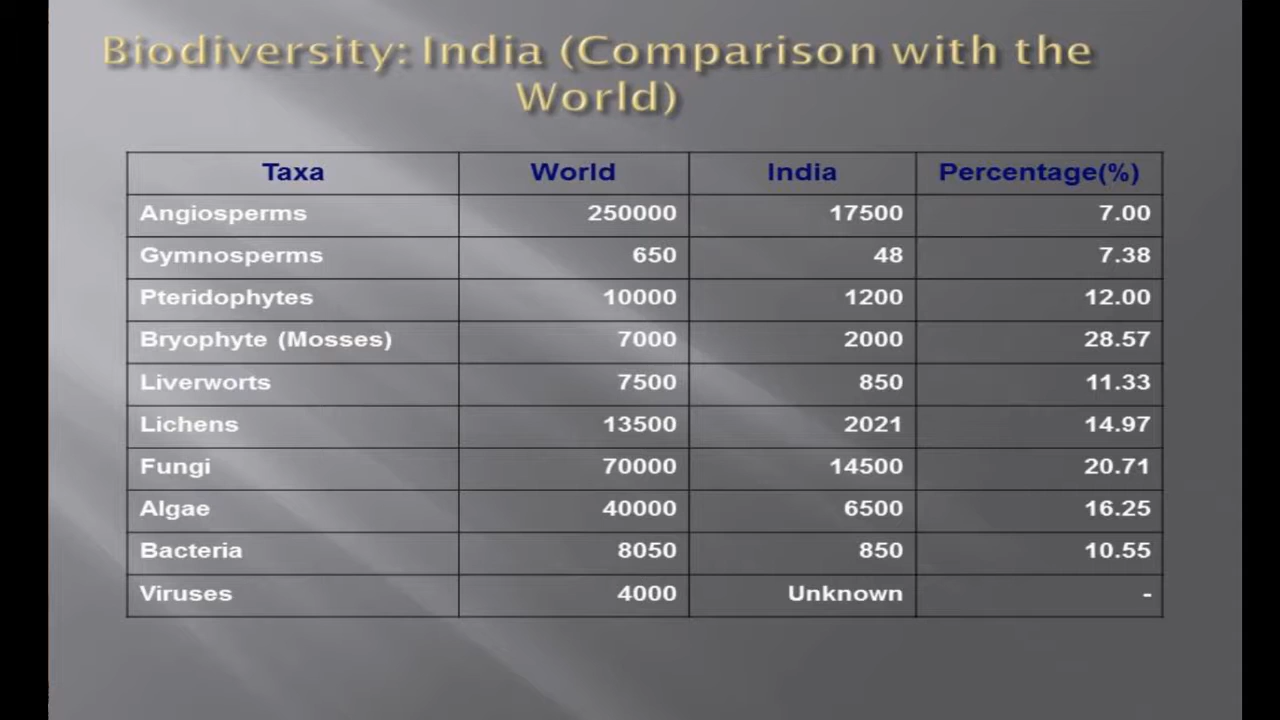 Biodiversity: India (Comparison with the
World)
Taxa World India Percentage(%)
Angiosperms 250000 17500 7.00
Gymnosperms 650 48 7.38
Pteridophytes 10000 1200 12.00
Bryophyte (Mosses) 7000 2000 28.57
Liverworts 7500 850 11.33
Lichens 13500 2021 14.97
Fungi 70000 14500 20.71
Algae 40000 6500 16.25
Bacteria 8050 850 10.55
Viruses 4000 Unknown -